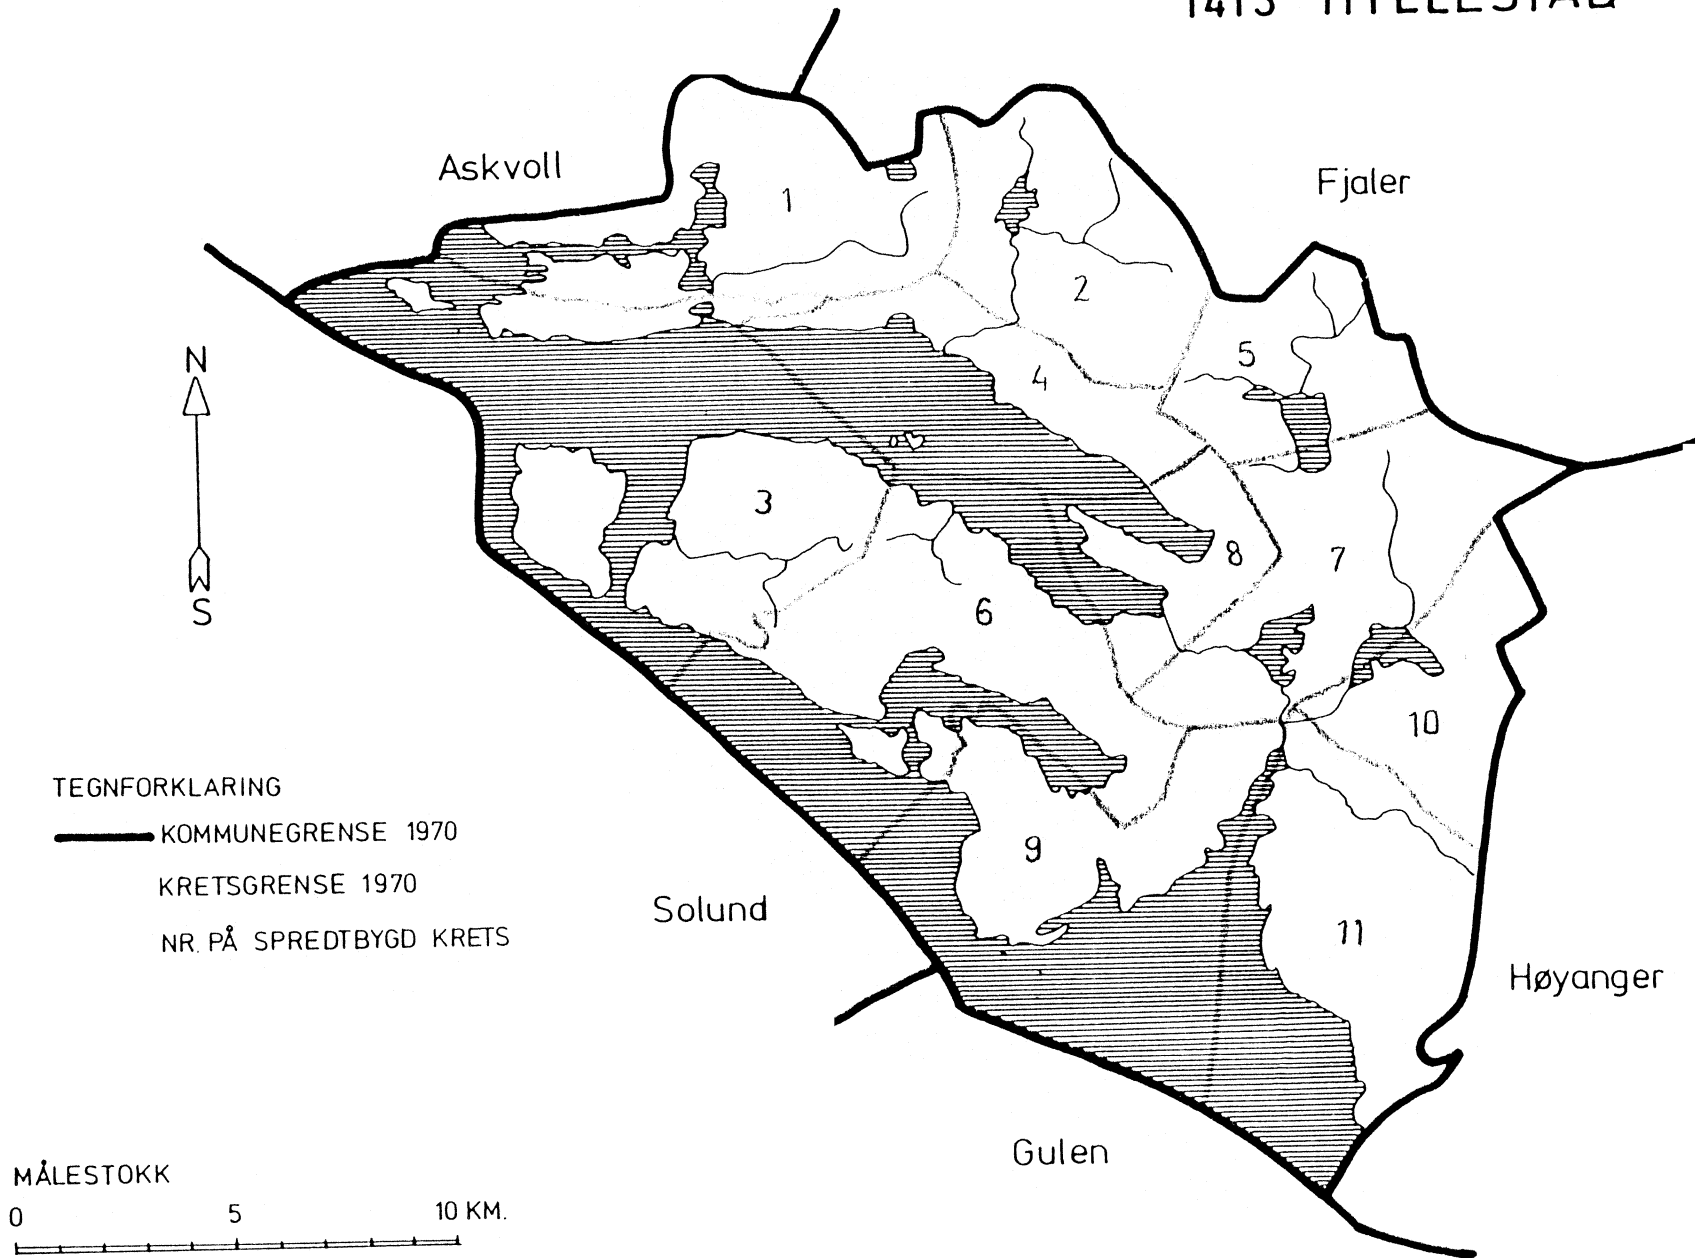 1413 HYLLESTAD
Askvoll
Fjaler
1
2
5
4
N
3
8
7
S
6
10
TEGNFORKLARING
KOMMUNEGRENSE 1970
9
KRETSGRENSE 1970
Solund
11
NR. PÅ SPREDTBYGD KRETS
Høyanger
Gulen
MÅLESTOKK
0 5 10 KM.